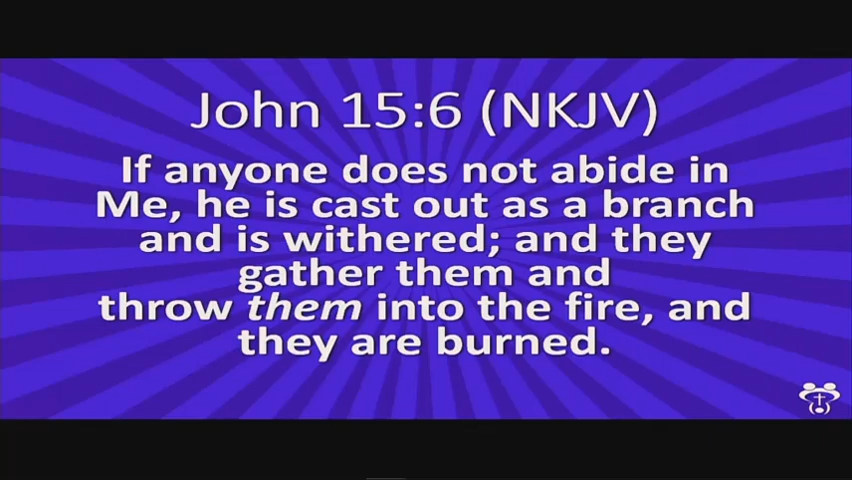 John 15:6 (NKJV)
If anyone does not abide in
Me, he is cast out as a branch
and is withered; and they
gather them and
throw them into the fire, and
they are burned.